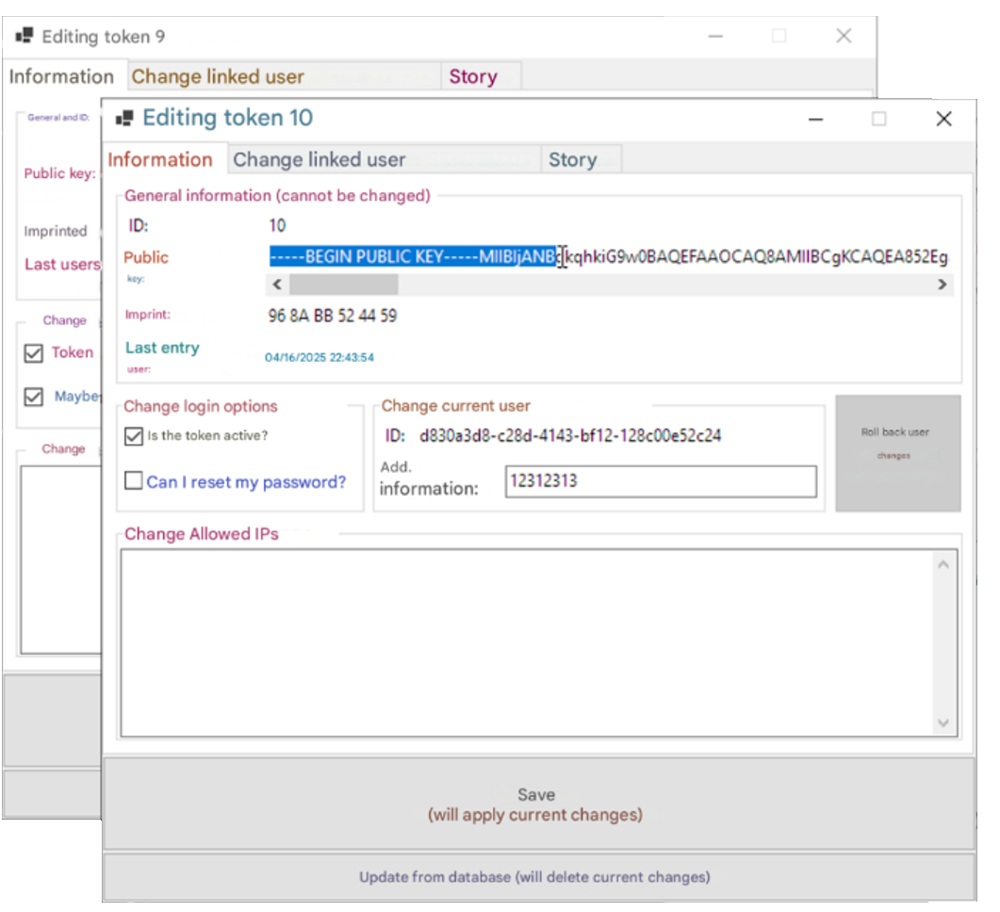 Editing token 9
Information Change linked user Story
General and ID:
Public key:
Imprinted
Last users
Change
Token
Maybe
Change
Editing token 10
Information Change linked user Story
General information (cannot be changed)
ID: 10
Public key: -----BEGIN PUBLIC KEY-----MIIBIjANBgkqhkiG9w0BAQEFAAOCAQ8AMIIBCgKCAQEA852Eg
Imprint: 96 8A BB 52 44 59
Last entry user: 04/16/2025 22:43:54
Change login options
Is the token active?
Can I reset my password?
Change current user
ID: d830a3d8-c28d-4143-bf12-128c00e52c24
Add. information: 12312313
Roll back user
changes
Change Allowed IPs
Save
(will apply current changes)
Update from database (will delete current changes)